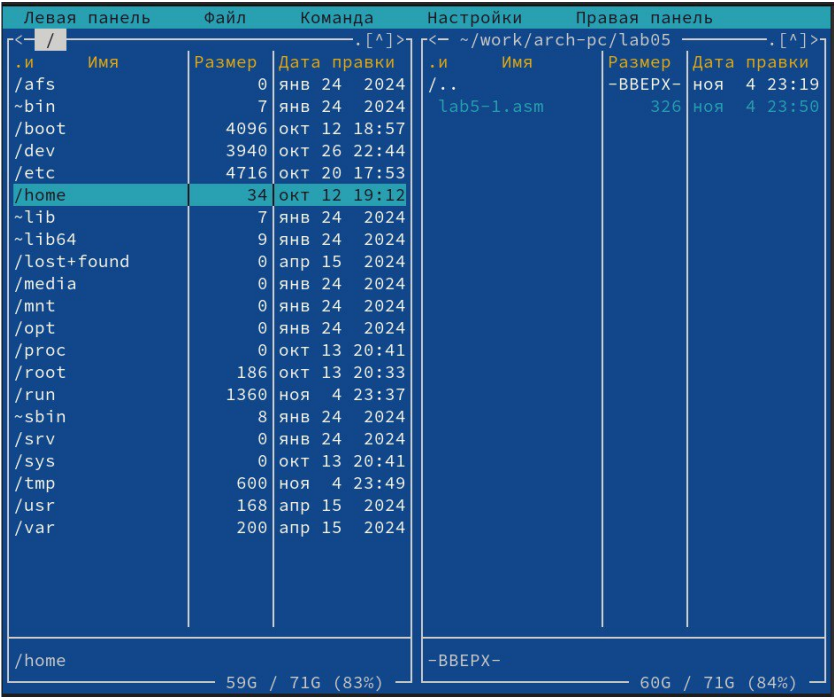 Левая панель Файл Команда Настройки Правая панель
<─ / .[^]>
.и Имя Размер Дата правки
/afs 0 янв 24 2024
~bin 7 янв 24 2024
/boot 4096 окт 12 18:57
/dev 3940 окт 26 22:44
/etc 4716 окт 20 17:53
/home 34 окт 12 19:12
~lib 7 янв 24 2024
~lib64 9 янв 24 2024
/lost+found 0 апр 15 2024
/media 0 янв 24 2024
/mnt 0 янв 24 2024
/opt 0 янв 24 2024
/proc 0 окт 13 20:41
/root 186 окт 13 20:33
/run 1360 ноя 4 23:37
~sbin 8 янв 24 2024
/srv 0 янв 24 2024
/sys 0 окт 13 20:41
/tmp 600 ноя 4 23:49
/usr 168 апр 15 2024
/var 200 апр 15 2024
/home
59G / 71G (83%)
<─ ~/work/arch-pc/lab05 .[^]>
.и Имя Размер Дата правки
/.. -ВВЕРХ- ноя 4 23:19
lab5-1.asm 326 ноя 4 23:50
-ВВЕРХ-
60G / 71G (84%)